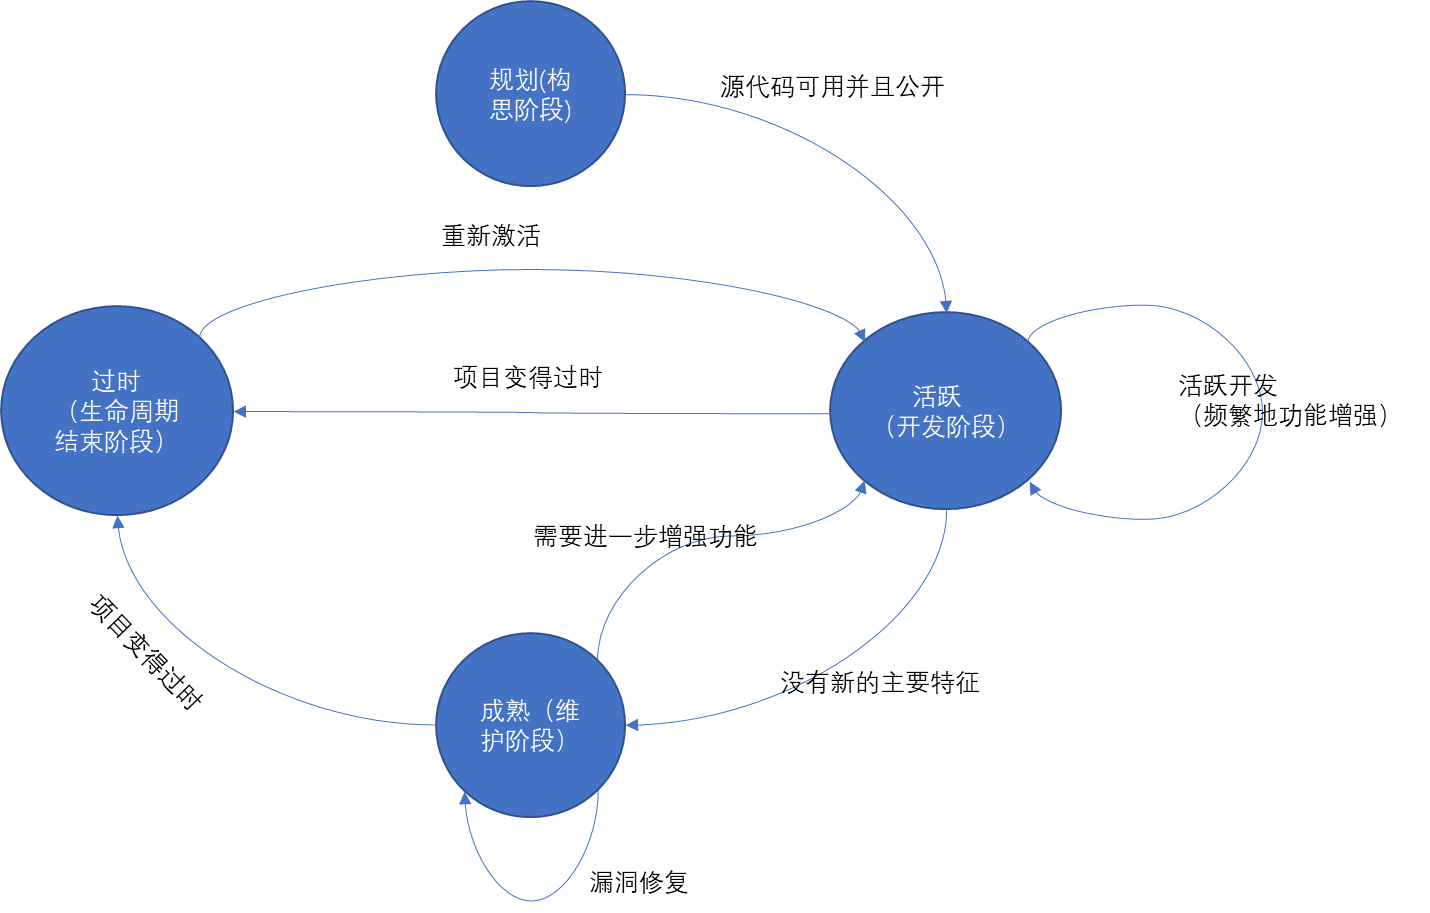 规划(构
思阶段)
源代码可用并且公开
重新激活
过时
（生命周期
结束阶段）
项目变得过时
活跃
（开发阶段）
活跃开发
（频繁地功能增强）
需要进一步增强功能
项目变得过时
没有新的主要特征
成熟（维
护阶段）
漏洞修复